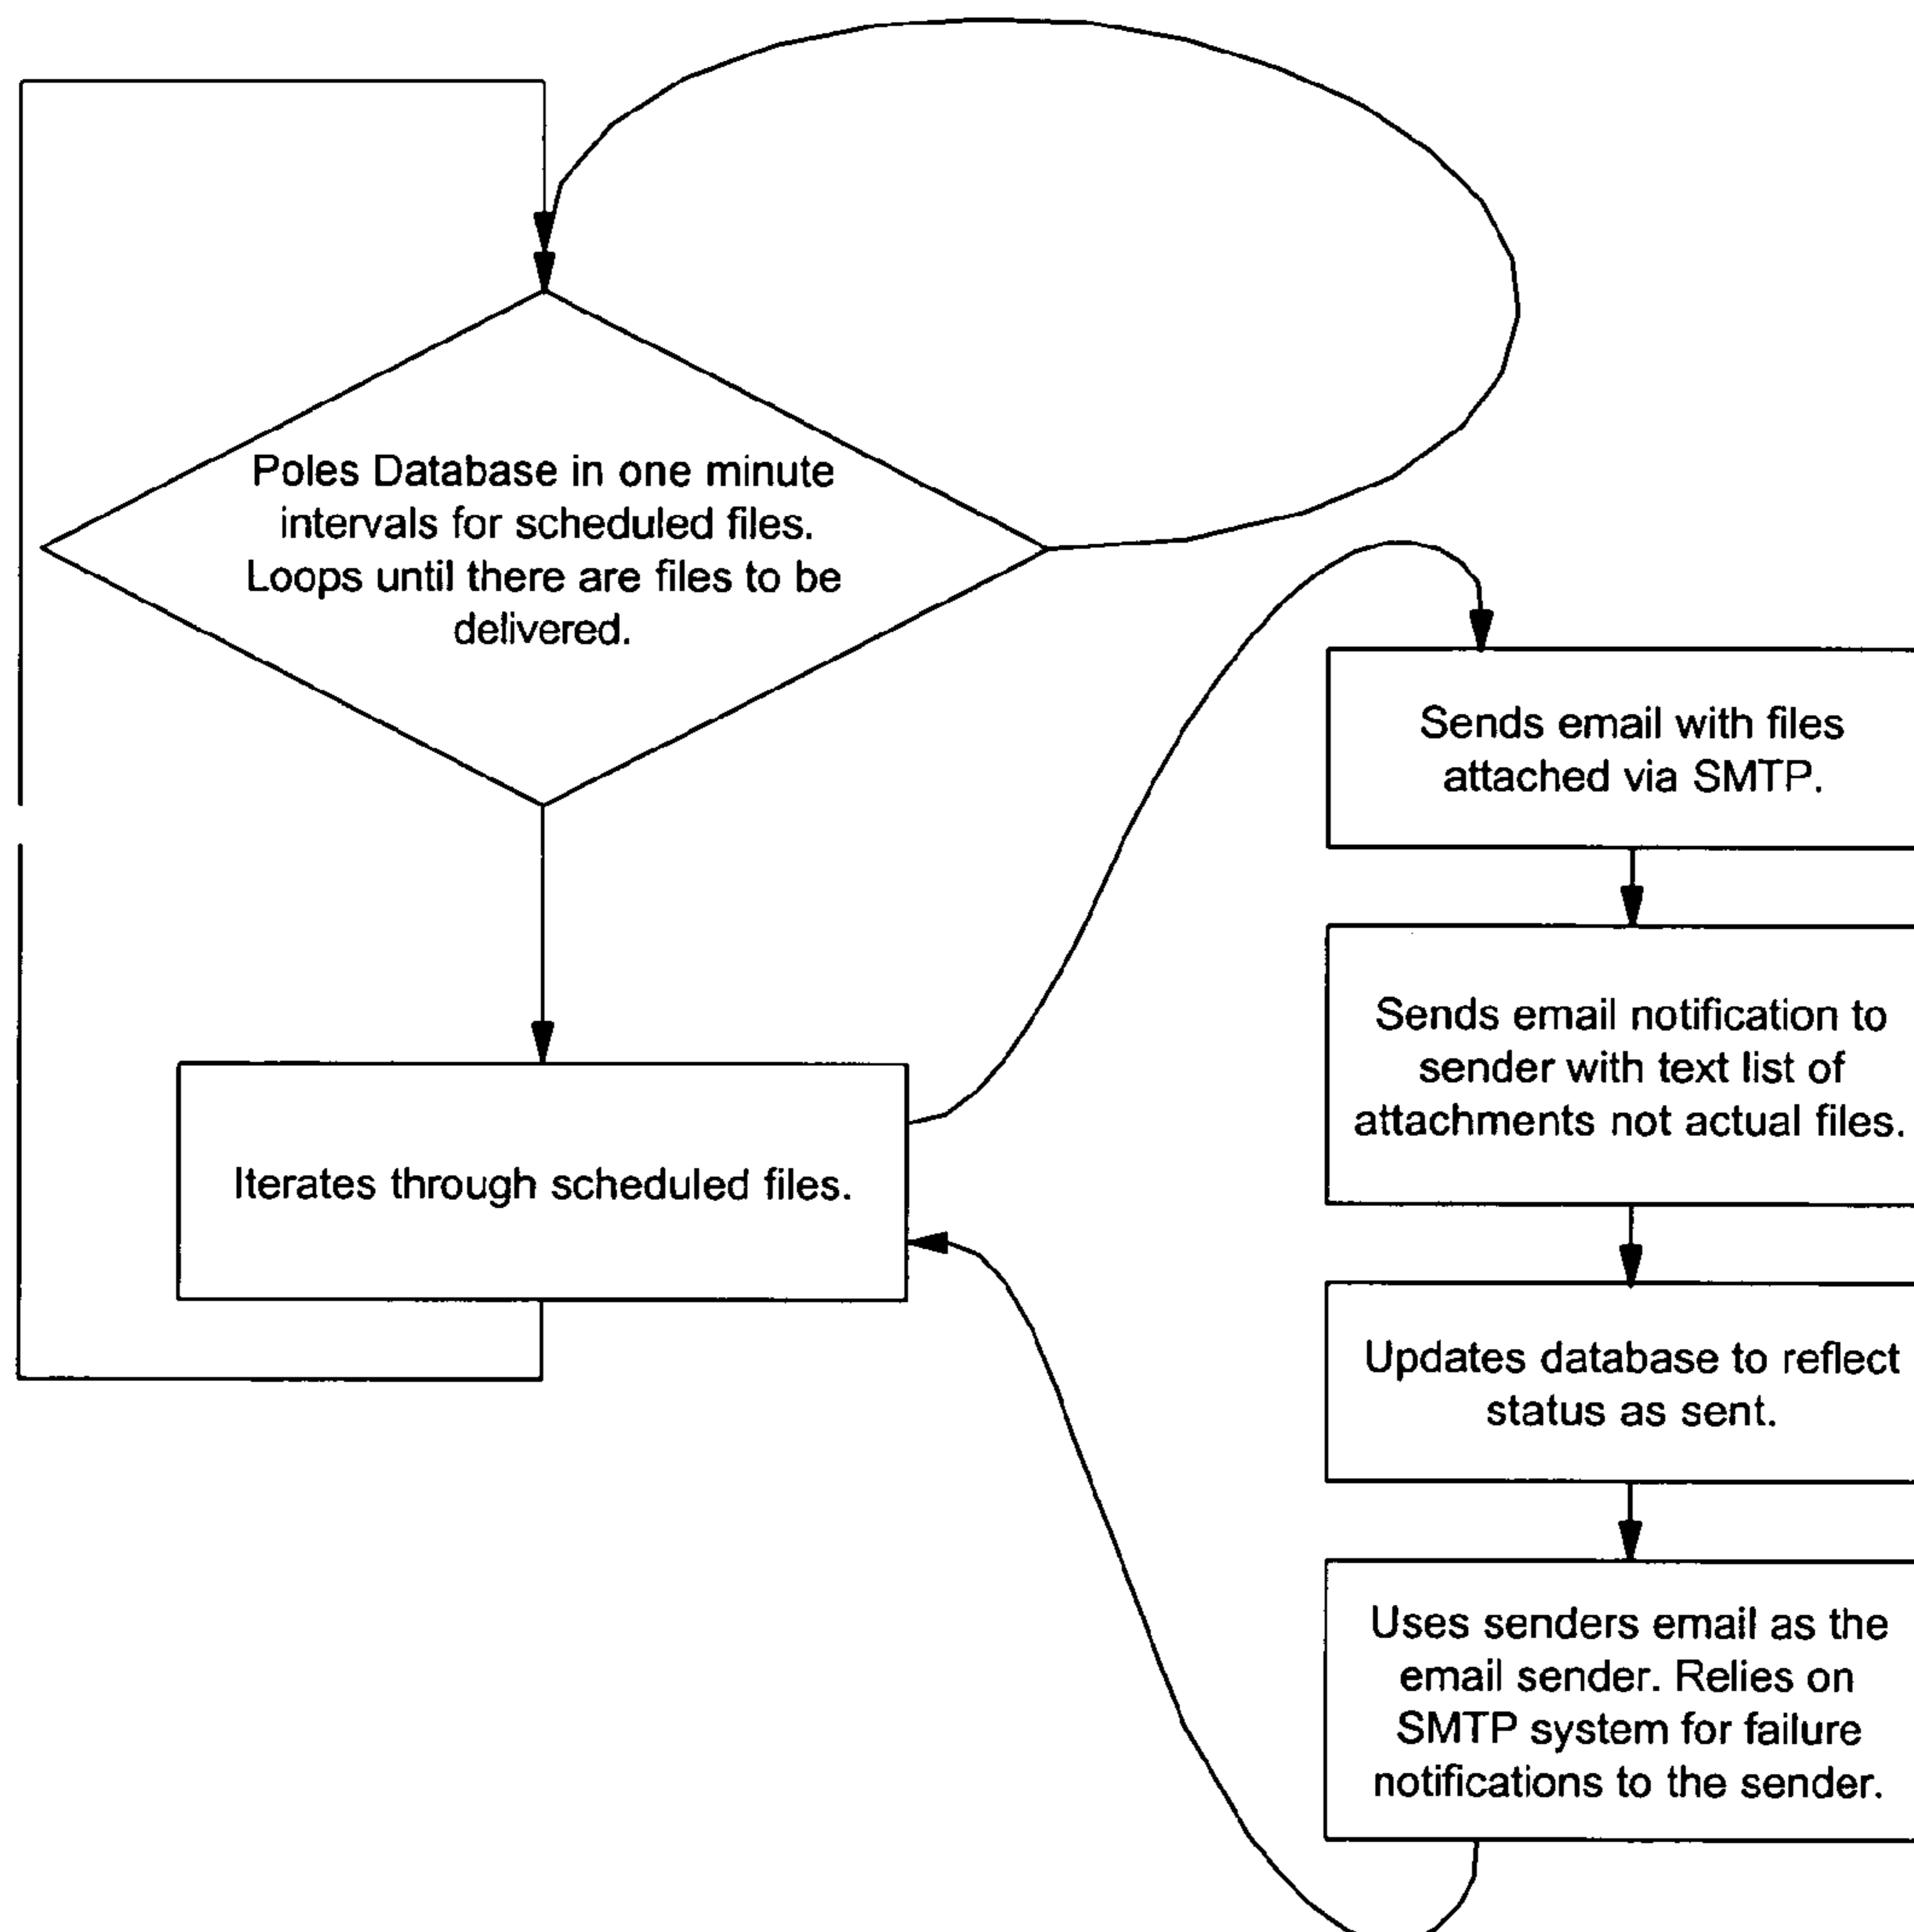 Poles Database in one minute
intervals for scheduled files.
Loops until there are files to be
delivered.
Sends email with files
attached via SMTP.
Sends email notification to
sender with text list of
attachments not actual files.
Iterates through scheduled files.
Updates database to reflect
status as sent.
Uses senders email as the
email sender. Relies on
SMTP system for failure
notifications to the sender.